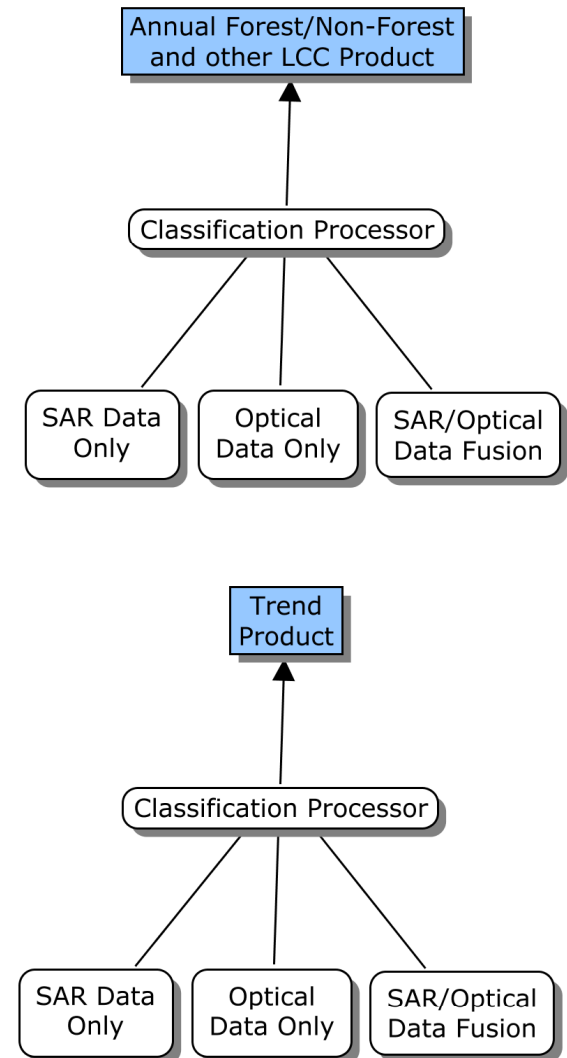 Annual Forest/Non-Forest
and other LCC Product
Classification Processor
SAR Data
Only
Optical
Data Only
SAR/Optical
Data Fusion
Trend
Product
Classification Processor
SAR Data
Only
Optical
Data Only
SAR/Optical
Data Fusion